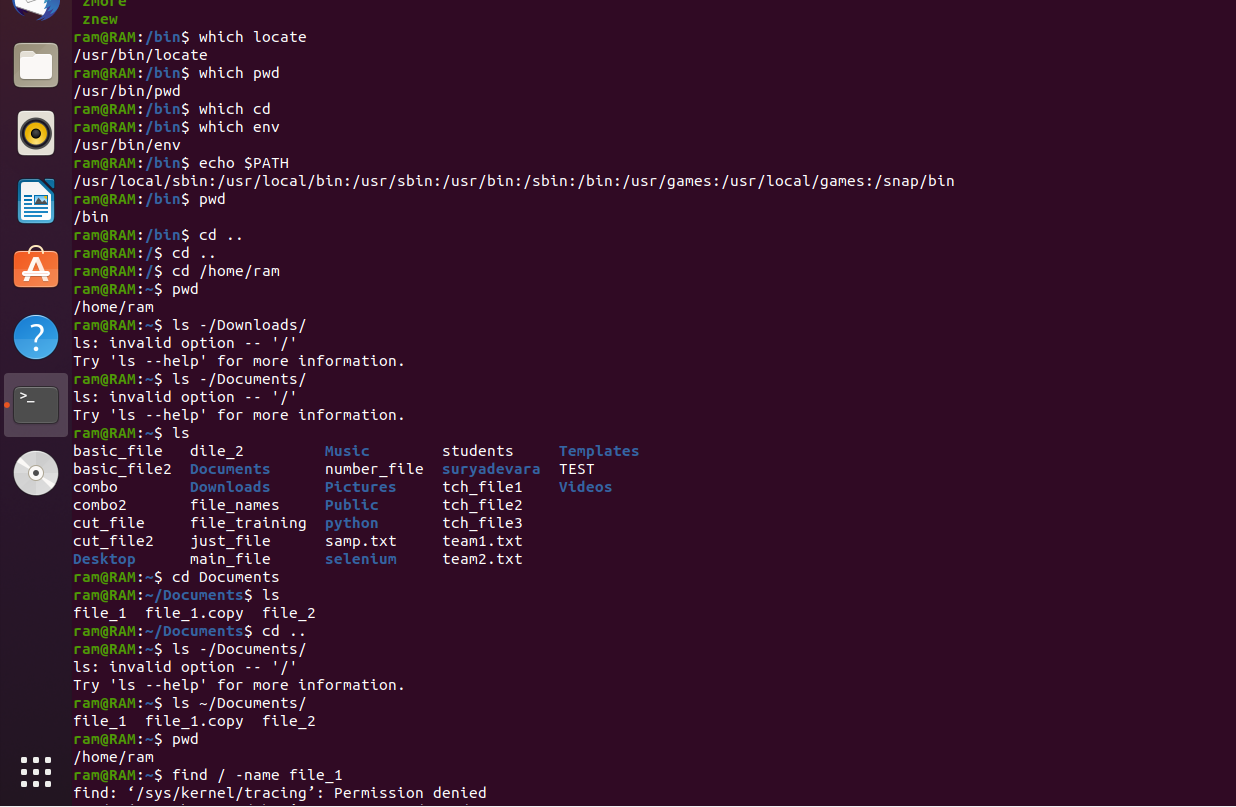 zmore
znew
ram@RAM:/bin$ which locate
/usr/bin/locate
ram@RAM:/bin$ which pwd
/usr/bin/pwd
ram@RAM:/bin$ which cd
ram@RAM:/bin$ which env
/usr/bin/env
ram@RAM:/bin$ echo $PATH
/usr/local/sbin:/usr/local/bin:/usr/sbin:/usr/bin:/sbin:/bin:/usr/games:/usr/local/games:/snap/bin
ram@RAM:/bin$ pwd
/bin
ram@RAM:/bin$ cd ..
ram@RAM:/$ cd ..
ram@RAM:/$ cd /home/ram
ram@RAM:~$ pwd
/home/ram
ram@RAM:~$ ls -/Downloads/
ls: invalid option -- '/'
Try 'ls --help' for more information.
ram@RAM:~$ ls -/Documents/
ls: invalid option -- '/'
Try 'ls --help' for more information.
ram@RAM:~$ ls
basic_file   dile_2         Music        students     Templates
basic_file2  Documents      number_file  suryadevara  TEST
combo        Downloads      Pictures     tch_file1    Videos
combo2       file_names     Public       tch_file2
cut_file     file_training  python       tch_file3
cut_file2    just_file      samp.txt     team1.txt
Desktop      main_file      selenium     team2.txt
ram@RAM:~$ cd Documents
ram@RAM:~/Documents$ ls
file_1  file_1.copy  file_2
ram@RAM:~/Documents$ cd ..
ram@RAM:~$ ls -/Documents/
ls: invalid option -- '/'
Try 'ls --help' for more information.
ram@RAM:~$ ls ~/Documents/
file_1  file_1.copy  file_2
ram@RAM:~$ pwd
/home/ram
ram@RAM:~$ find / -name file_1
find: ‘/sys/kernel/tracing’: Permission denied